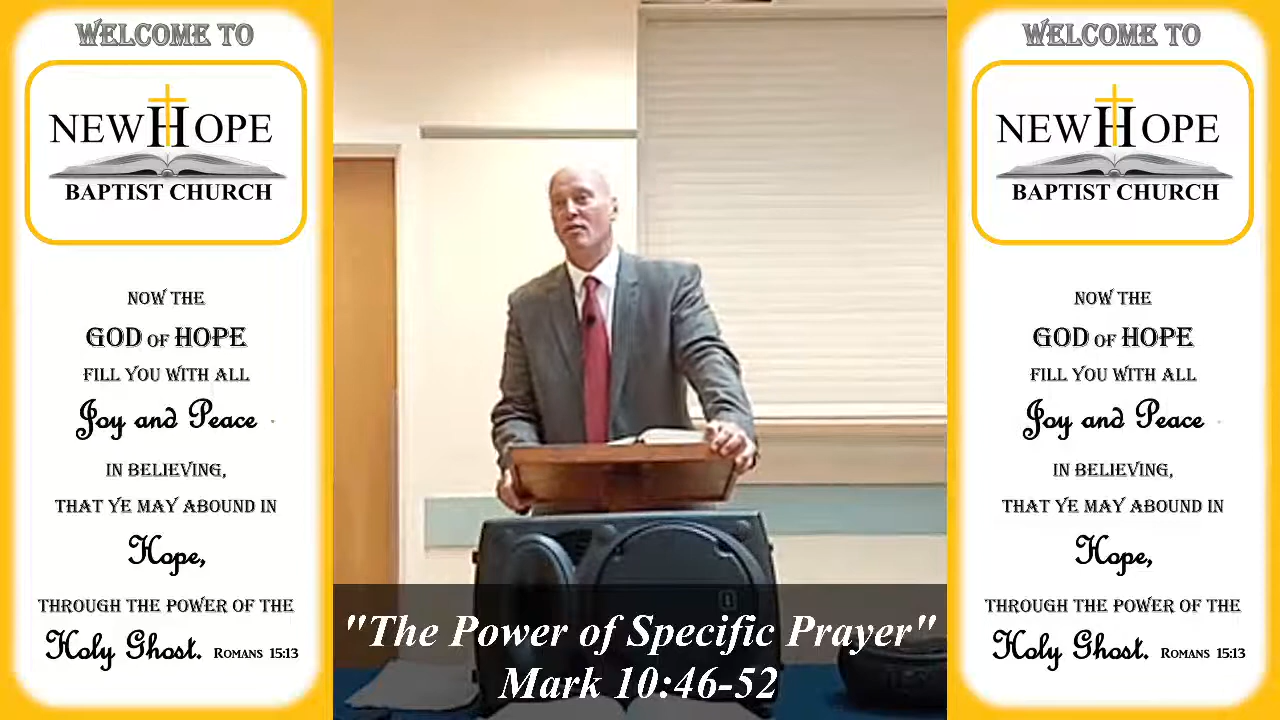 WELCOME TO
NEW HOPE
BAPTIST CHURCH
NOW THE
GOD OF HOPE
FILL YOU WITH ALL
Joy and Peace
IN BELIEVING,
THAT YE MAY ABOUND IN
Hope,
THROUGH THE POWER OF THE
Holy Ghost. ROMANS 15:13
"The Power of Specific Prayer"
Mark 10:46-52
WELCOME TO
NEW HOPE
BAPTIST CHURCH
NOW THE
GOD OF HOPE
FILL YOU WITH ALL
Joy and Peace
IN BELIEVING,
THAT YE MAY ABOUND IN
Hope,
THROUGH THE POWER OF THE
Holy Ghost. ROMANS 15:13